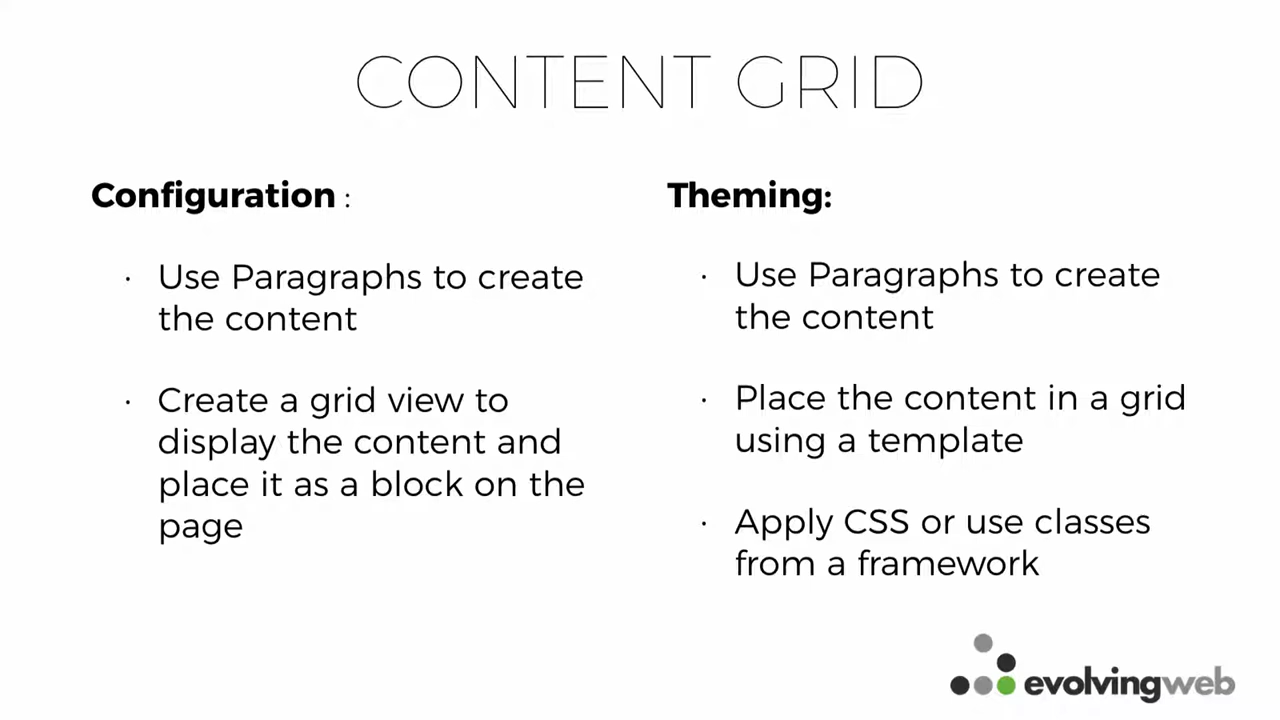 CONTENT GRID
Configuration :
· Use Paragraphs to create
the content
· Create a grid view to
display the content and
place it as a block on the
page
Theming:
· Use Paragraphs to create
the content
· Place the content in a grid
using a template
· Apply CSS or use classes
from a framework
evolvingweb